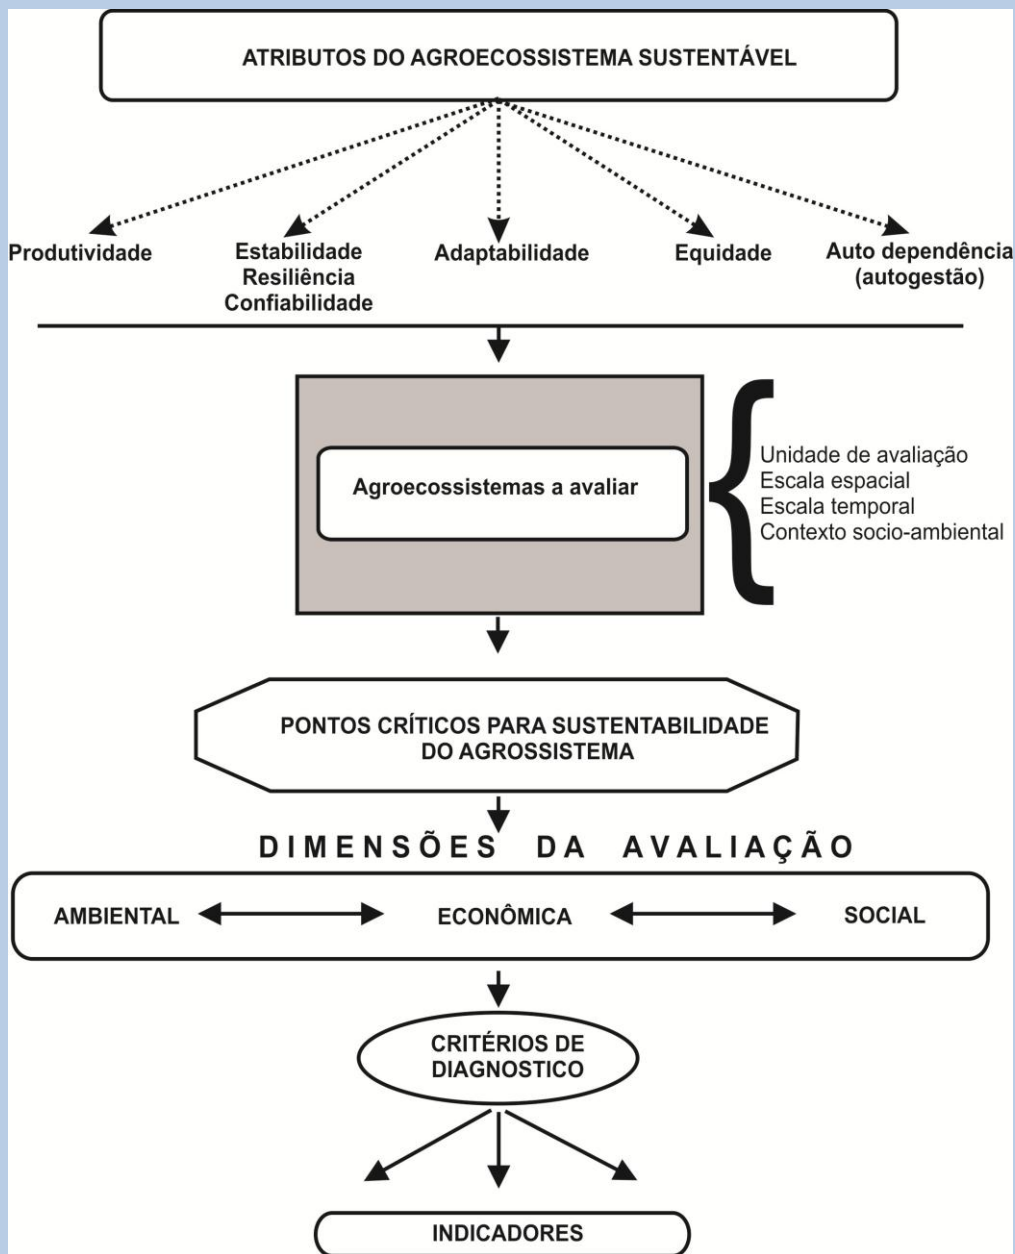 ATRIBUTOS DO AGROECOSSISTEMA SUSTENTÁVEL
Produtividade
Estabilidade
Resiliência
Confiabilidade
Adaptabilidade
Equidade
Auto dependência
(autogestão)
Agroecossistemas a avaliar
Unidade de avaliação
Escala espacial
Escala temporal
Contexto socio-ambiental
PONTOS CRÍTICOS PARA SUSTENTABILIDADE
DO AGROSSISTEMA
DIMENSÕES DA AVALIAÇÃO
AMBIENTAL
ECONÔMICA
SOCIAL
CRITÉRIOS DE
DIAGNOSTICO
INDICADORES